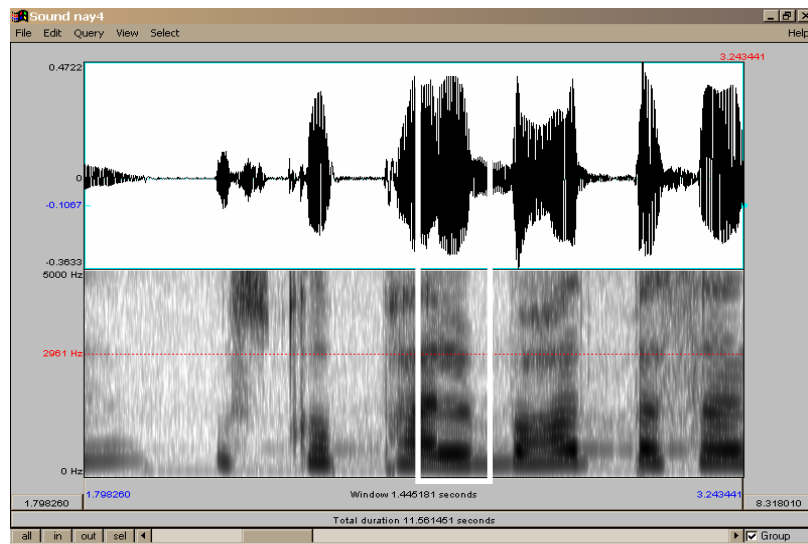 Sound nay4
File Edit Query View Select Help
3.243441
0.4722
0
-0.1067
-0.3633
5000 Hz
2961 Hz
0 Hz
1.798260 1.798260 Window 1.445181 seconds 3.243441 8.318010
Total duration 11.561451 seconds
all in out sel Group